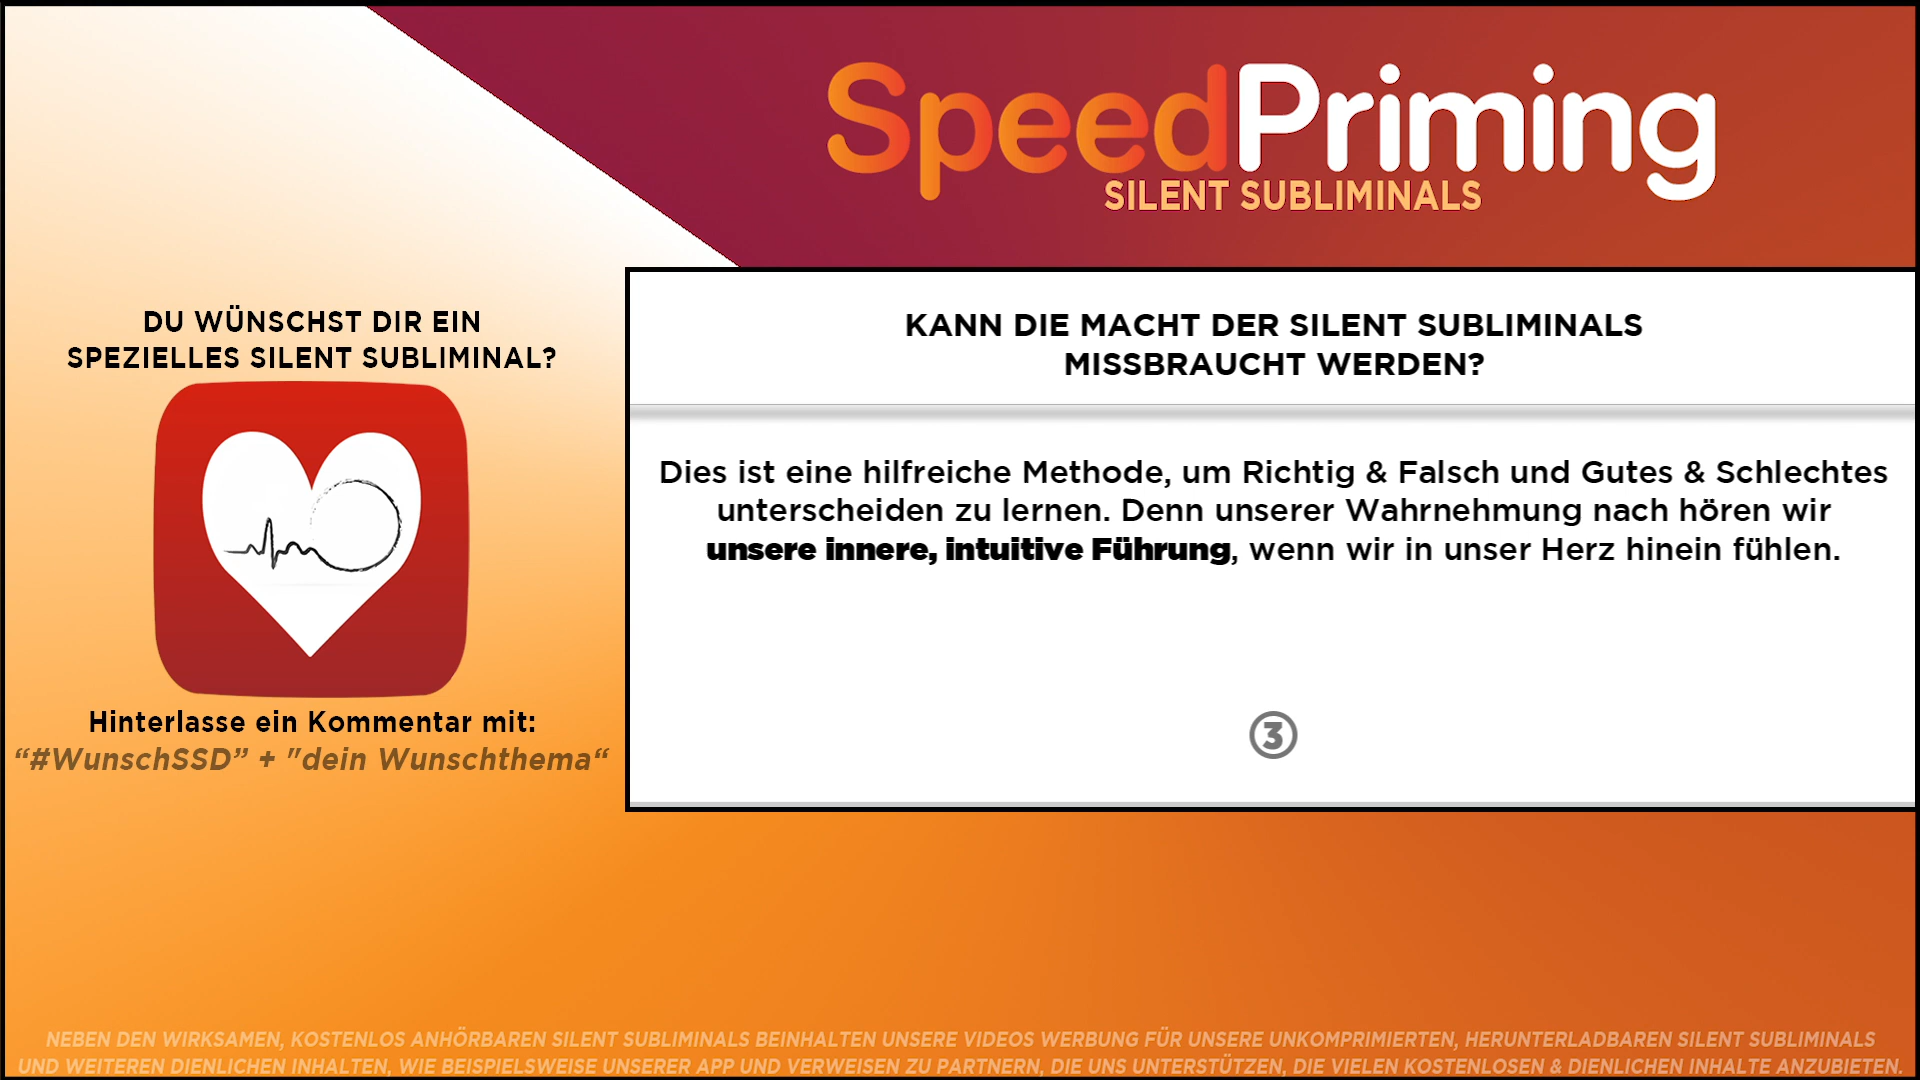 SpeedPriming
SILENT SUBLIMINALS
DU WÜNSCHST DIR EIN
SPEZIELLES SILENT SUBLIMINAL?
Hinterlasse ein Kommentar mit:
“#WunschSSD” + "dein Wunschthema“
KANN DIE MACHT DER SILENT SUBLIMINALS
MISSBRAUCHT WERDEN?
Dies ist eine hilfreiche Methode, um Richtig & Falsch und Gutes & Schlechtes
unterscheiden zu lernen. Denn unserer Wahrnehmung nach hören wir
unsere innere, intuitive Führung, wenn wir in unser Herz hinein fühlen.
3
NEBEN DEN WIRKSAMEN, KOSTENLOS ANHÖRBAREN SILENT SUBLIMINALS BEINHALTEN UNSERE VIDEOS WERBUNG FÜR UNSERE UNKOMPRIMIERTEN, HERUNTERLADBAREN SILENT SUBLIMINALS
UND WEITEREN DIENLICHEN INHALTEN, WIE BEISPIELSWEISE UNSERER APP UND VERWEISEN ZU PARTNERN, DIE UNS UNTERSTÜTZEN, DIE VIELEN KOSTENLOSEN & DIENLICHEN INHALTE ANZUBIETEN.